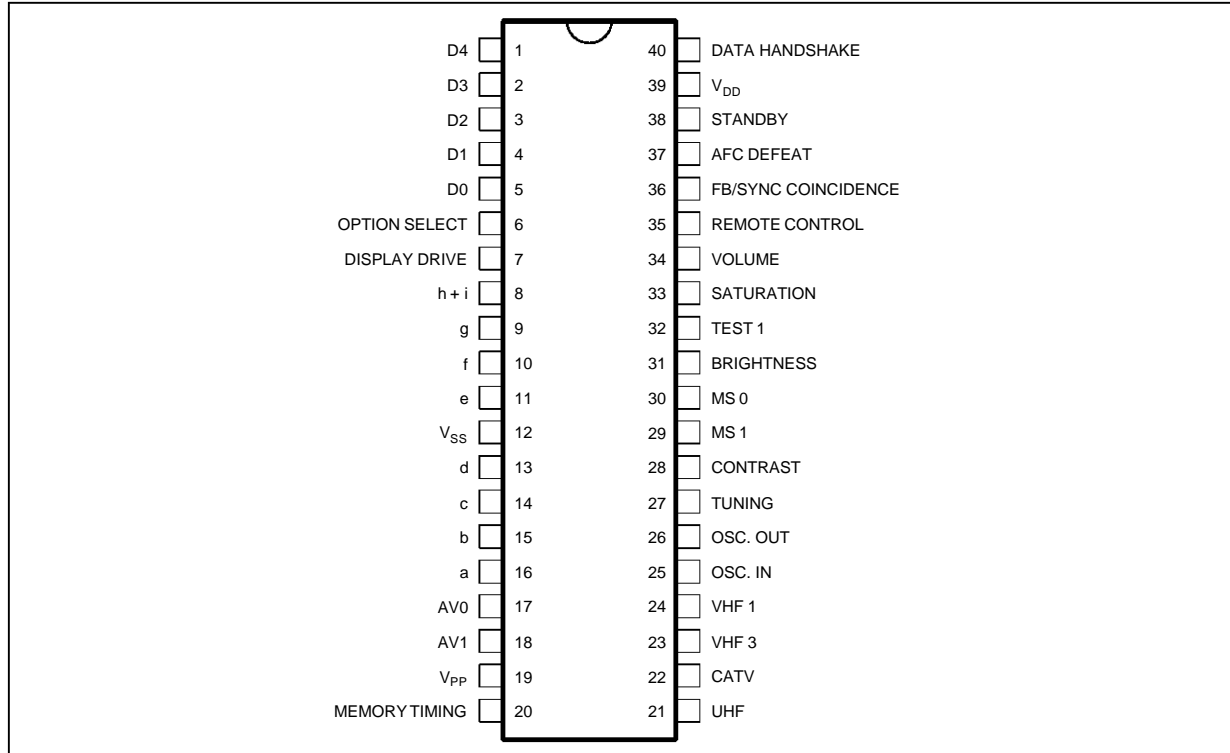 D4 1 40 DATA HANDSHAKE
D3 2 39 VDD
D2 3 38 STANDBY
D1 4 37 AFC DEFEAT
D0 5 36 FB/SYNC COINCIDENCE
OPTION SELECT 6 35 REMOTE CONTROL
DISPLAY DRIVE 7 34 VOLUME
h + i 8 33 SATURATION
g 9 32 TEST 1
f 10 31 BRIGHTNESS
e 11 30 MS 0
VSS 12 29 MS 1
d 13 28 CONTRAST
c 14 27 TUNING
b 15 26 OSC. OUT
a 16 25 OSC. IN
AV0 17 24 VHF 1
AV1 18 23 VHF 3
VPP 19 22 CATV
MEMORY TIMING 20 21 UHF